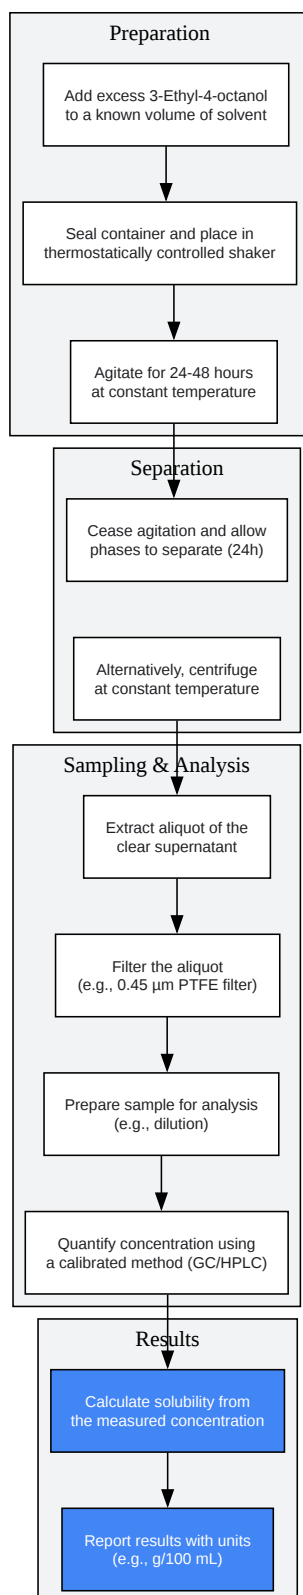 Preparation
Add excess 3-Ethyl-4-octanol
to a known volume of solvent
Seal container and place in
thermostatically controlled shaker
Agitate for 24-48 hours
at constant temperature
Separation
Cease agitation and allow
phases to separate (24h)
Alternatively, centrifuge
at constant temperature
Sampling & Analysis
Extract aliquot of the
clear supernatant
Filter the aliquot
(e.g., 0.45 µm PTFE filter)
Prepare sample for analysis
(e.g., dilution)
Quantify concentration using
a calibrated method (GC/HPLC)
Results
Calculate solubility from
the measured concentration
Report results with units
(e.g., g/100 mL)